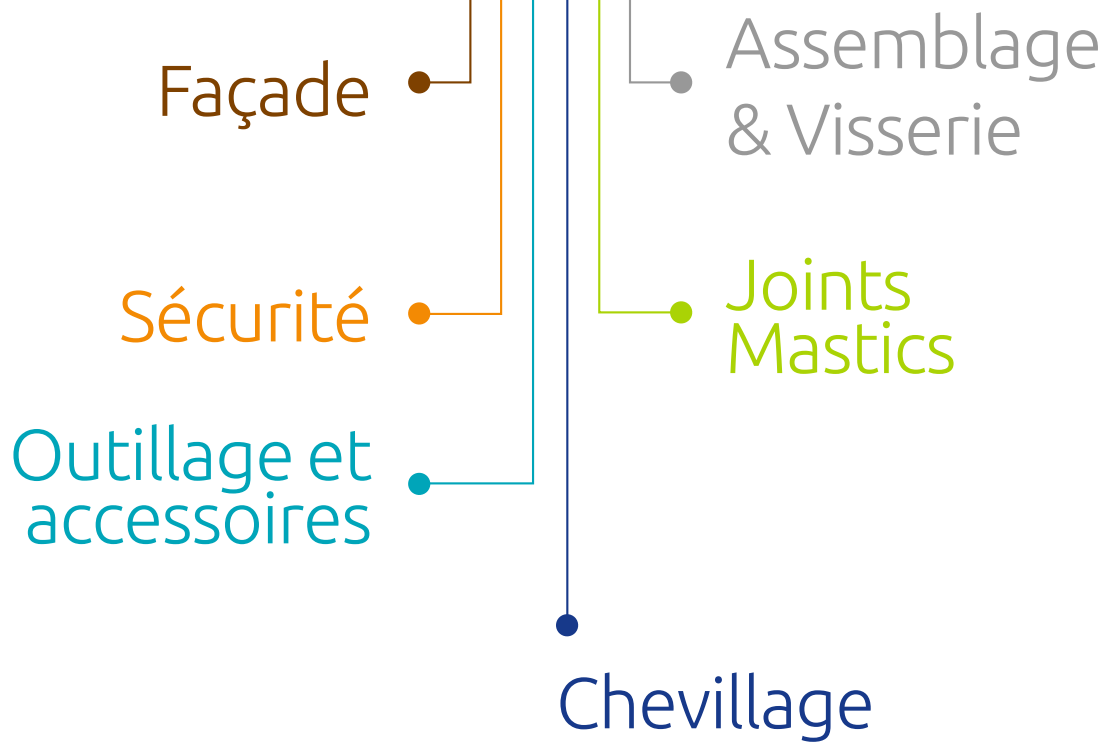 Façade
Assemblage
& Visserie
Sécurité
Joints
Mastics
Outillage et
accessoires
Chevillage